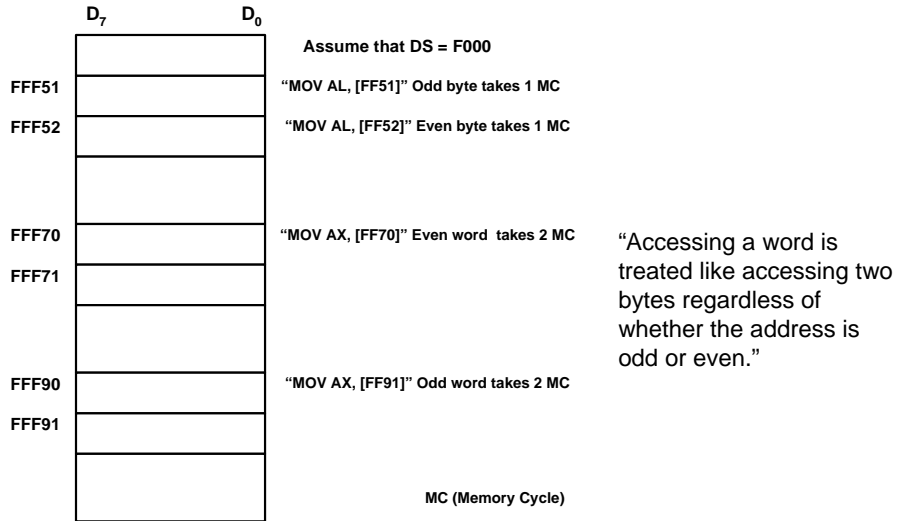 D7 D0
Assume that DS = F000
FFF51 “MOV AL, [FF51]” Odd byte takes 1 MC
FFF52 “MOV AL, [FF52]” Even byte takes 1 MC
FFF70 “MOV AX, [FF70]” Even word takes 2 MC
FFF71
“Accessing a word is
treated like accessing two
bytes regardless of
whether the address is
odd or even.”
FFF90 “MOV AX, [FF91]” Odd word takes 2 MC
FFF91
MC (Memory Cycle)